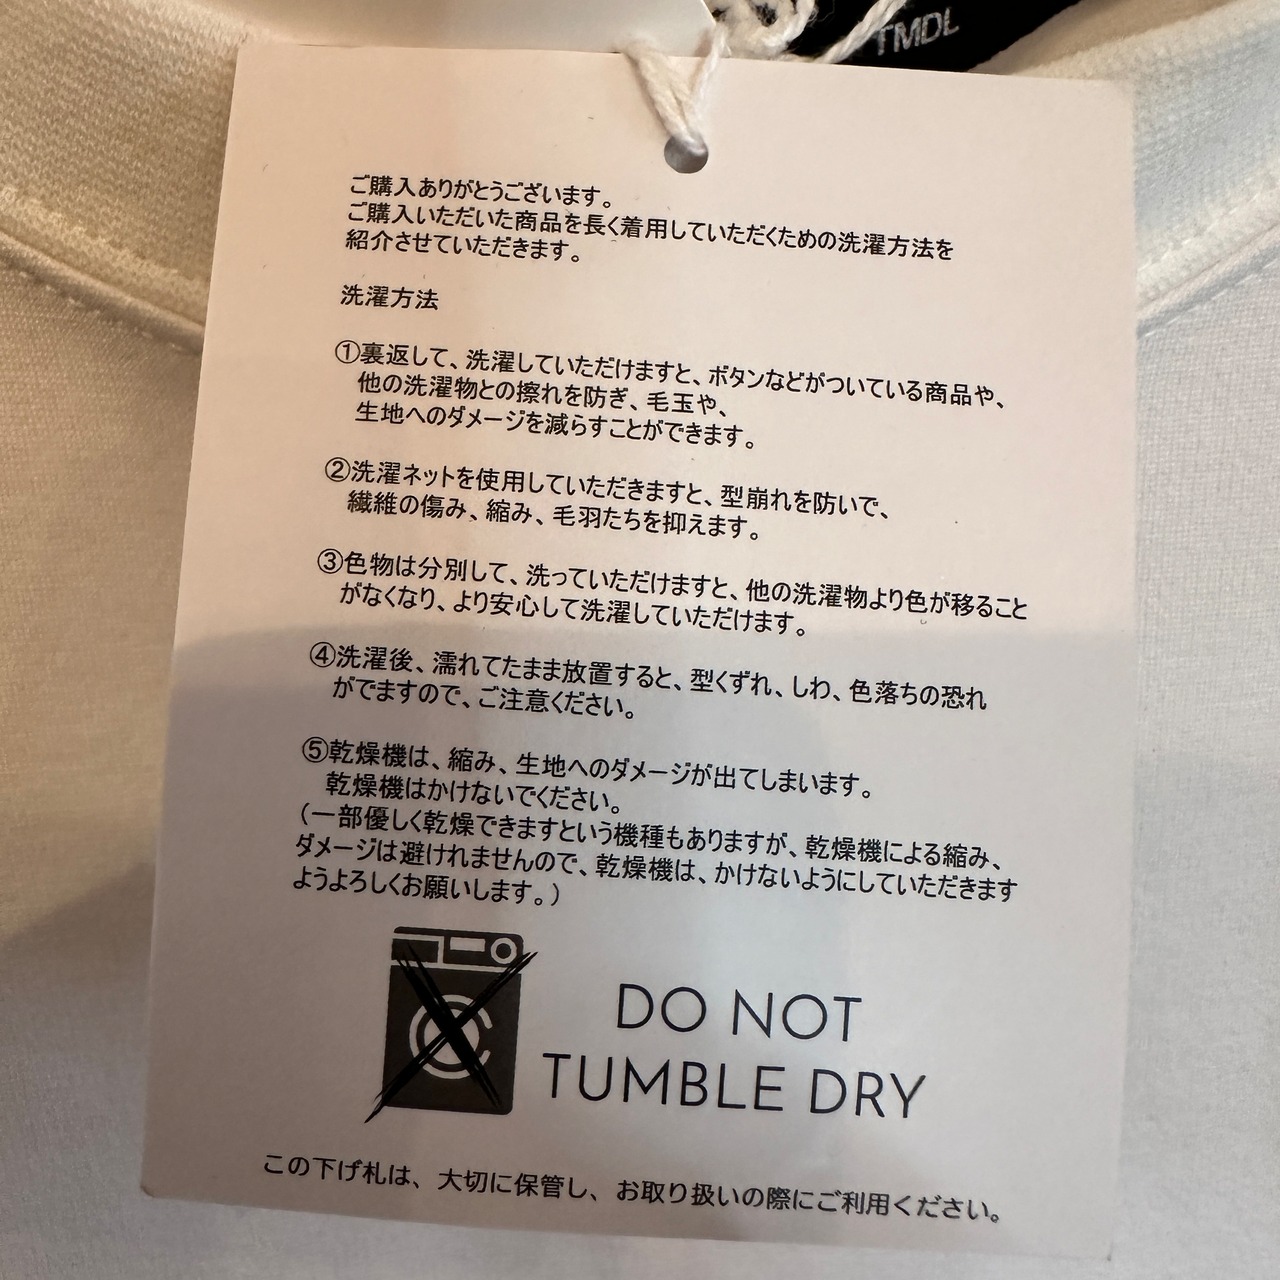 TMDL
ご購入ありがとうございます。
ご購入いただいた商品を長く着用していただくための洗濯方法を
紹介させていただきます。
洗濯方法
①裏返して、洗濯していただけますと、ボタンなどがついている商品や、
他の洗濯物との擦れを防ぎ、毛玉や、
生地へのダメージを減らすことができます。
②洗濯ネットを使用していただきますと、型崩れを防いで、
繊維の傷み、縮み、毛羽たちを抑えます。
③色物は分別して、洗っていただけますと、他の洗濯物より色が移ること
がなくなり、より安心して洗濯していただけます。
④洗濯後、濡れてたまま放置すると、型くずれ、しわ、色落ちの恐れ
がでますので、ご注意ください。
⑤乾燥機は、縮み、生地へのダメージが出てしまいます。
乾燥機はかけないでください。
(一部優しく乾燥できますという機種もありますが、乾燥機による縮み、
ダメージは避けれませんので、乾燥機は、かけないようにしていただきます
ようよろしくお願いします。)
DO NOT
TUMBLE DRY
この下げ札は、大切に保管し、お取り扱いの際にご利用ください。